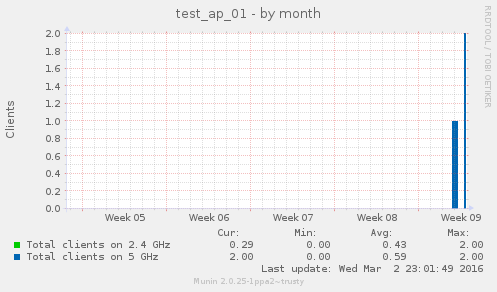 test_ap_01 - by month
RRDTOOL / TOBI OETIKER
Clients
2.0
1.8
1.6
1.4
1.2
1.0
0.8
0.6
0.4
0.2
0.0
Week 05 Week 06 Week 07 Week 08 Week 09
Cur: Min: Avg: Max:
Total clients on 2.4 GHz 0.29 0.00 0.43 2.00
Total clients on 5 GHz 2.00 0.00 0.59 2.00
Last update: Wed Mar 2 23:01:49 2016
Munin 2.0.25-1ppa2~trusty